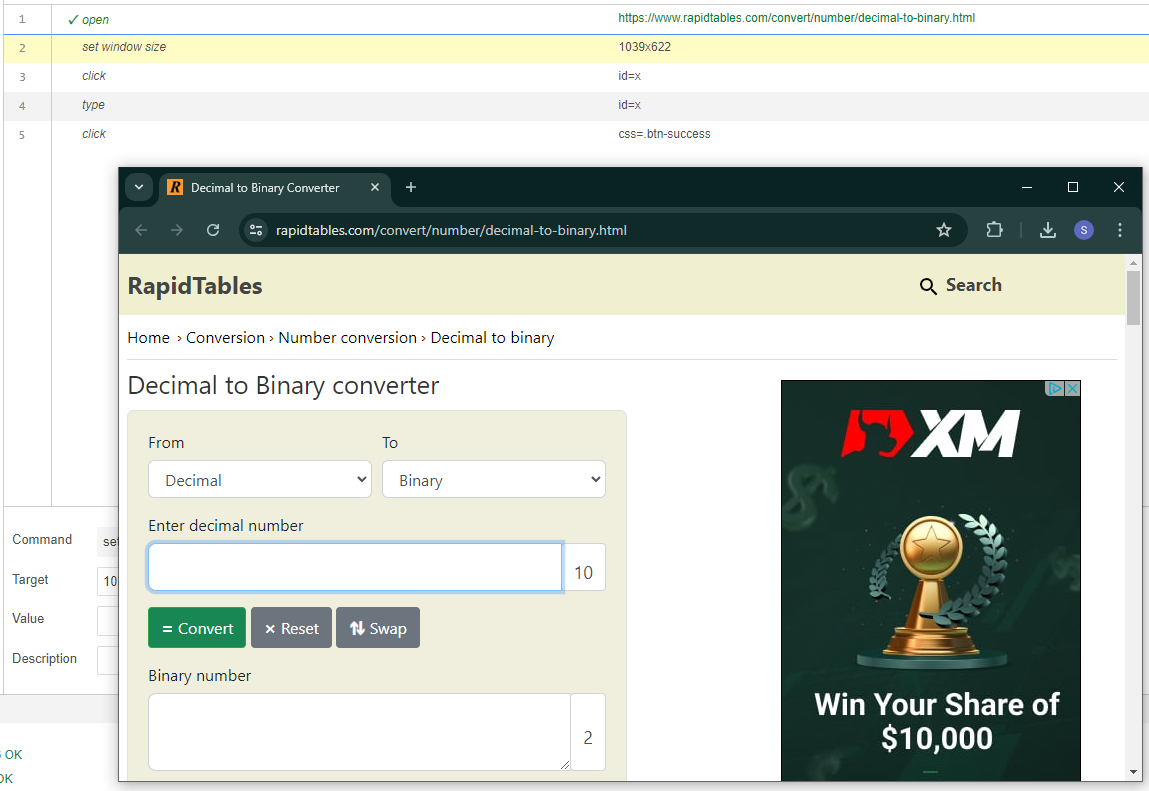 1 ✓ open https://www.rapidtables.com/convert/number/decimal-to-binary.html
2 set window size 1039x622
3 click id=x
4 type id=x
5 click css=.btn-success
Decimal to Binary Converter
rapidtables.com/convert/number/decimal-to-binary.html S
RapidTables Search
Home › Conversion › Number conversion › Decimal to binary
Decimal to Binary converter
From To
Decimal Binary
Enter decimal number
10
= Convert × Reset Swap
Binary number
2
XM
Win Your Share of
$10,000
Command set
Target 10
Value
Description
OK
OK